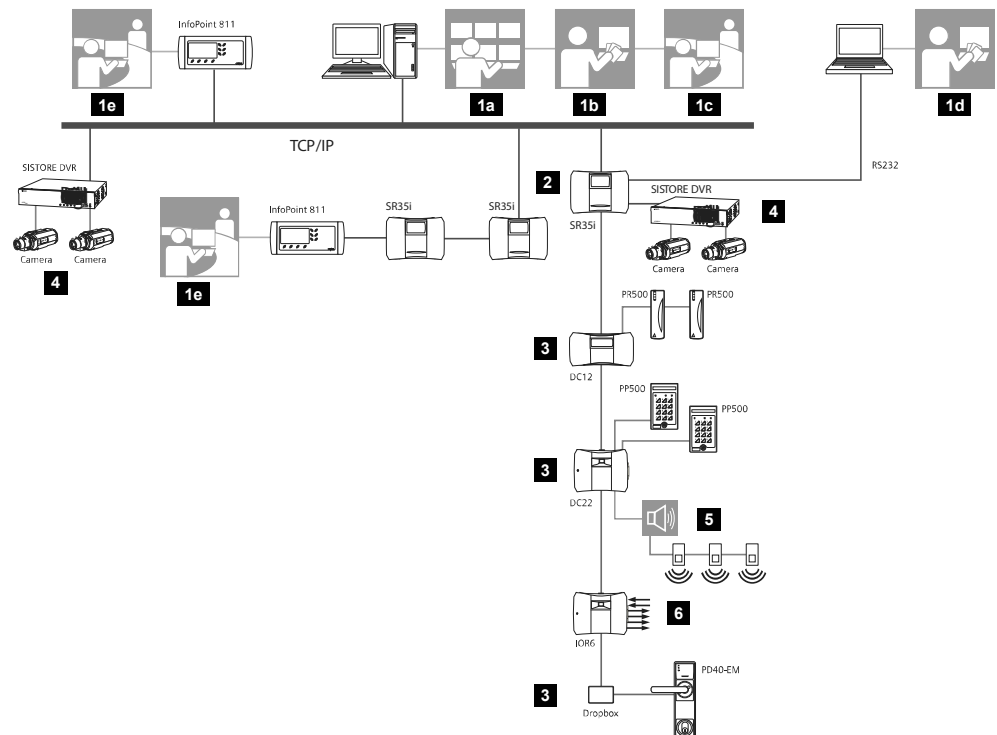 InfoPoint 811
1e
1a
1b
1c
1d
TCP/IP
RS232
SISTORE DVR
2
SISTORE DVR
4
SR35i
InfoPoint 811
SR35i
SR35i
Camera
Camera
4
1e
Camera
Camera
PR500
PR500
3
DC12
PP500
PP500
3
DC22
5
6
IOR6
3
Dropbox
PD40-EM